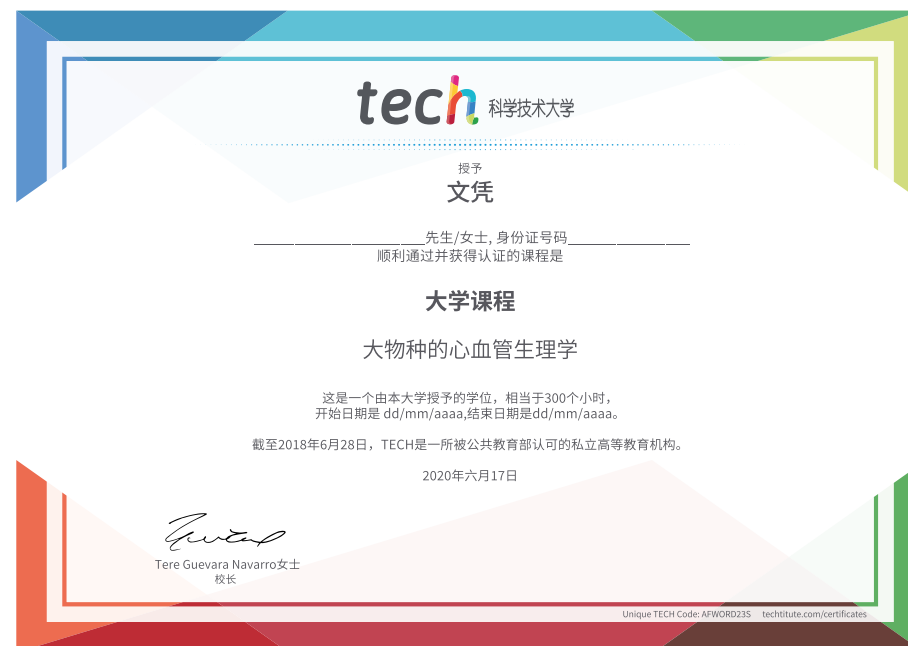 tech 科学技术大学
授予
文凭
______________________先生/女士, 身份证号码________________
顺利通过并获得认证的课程是
大学课程
大物种的心血管生理学
这是一个由本大学授予的学位，相当于300个小时，
开始日期是 dd/mm/aaaa,结束日期是dd/mm/aaaa。
截至2018年6月28日，TECH是一所被公共教育部认可的私立高等教育机构。
2020年六月17日
Tere Guevara Navarro女士
校长
Unique TECH Code: AFWORD23S techtitute.com/certificates